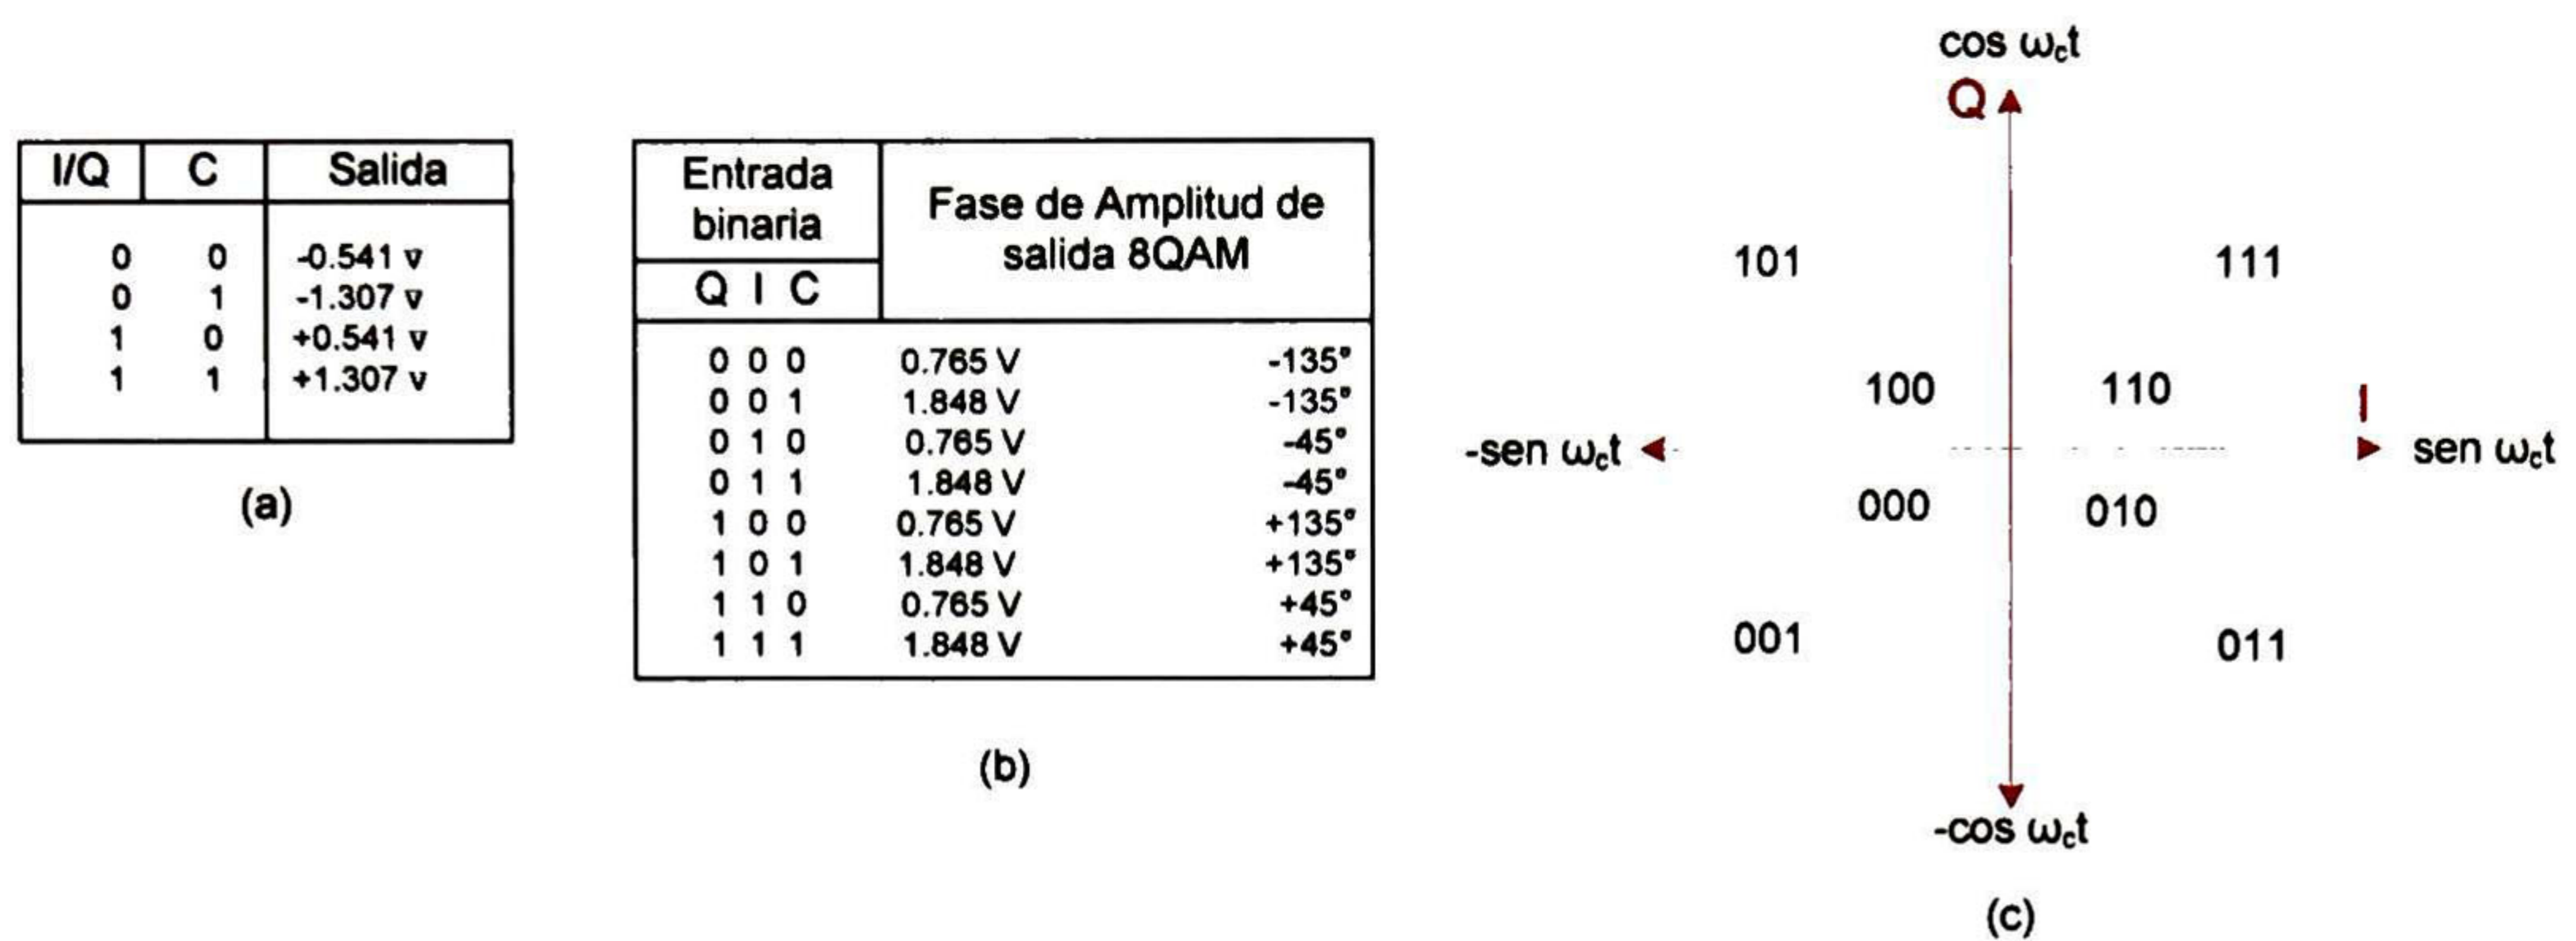 I/Q C Salida
0 0 -0.541 v
0 1 -1.307 v
1 0 +0.541 v
1 1 +1.307 v
(a)
Entrada
binaria
Fase de Amplitud de
salida 8QAM
Q I C
0 0 0 0.765 V -135°
0 0 1 1.848 V -135°
0 1 0 0.765 V -45°
0 1 1 1.848 V -45°
1 0 0 0.765 V +135°
1 0 1 1.848 V +135°
1 1 0 0.765 V +45°
1 1 1 1.848 V +45°
(b)
cos ωct
Q
101 111
100 110
I
-sen ωct sen ωct
000 010
001 011
-cos ωct
(c)